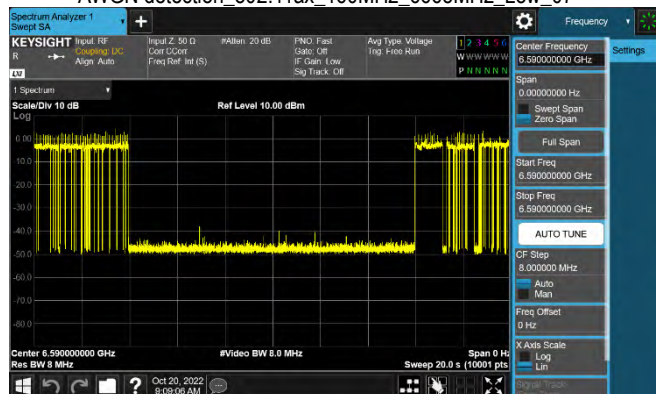 AWGN detection_802.11ax_160MHz_6595MHz_Low_07
Spectrum Analyzer 1
Swept SA
+
Frequency
KEYSIGHT
Input: RF
Coupling: DC
Align: Auto
Input Z: 50 Ω
Corr CCorr
Freq Ref: Int (S)
#Atten: 20 dB
PNO: Fast
Gate: Off
IF Gain: Low
Sig Track: Off
Avg Type: Voltage
Trig: Free Run
1 2 3 4 5 6
W W W W W W
P N N N N N
R
LXI
Center Frequency
6.590000000 GHz
Settings
Span
0.00000000 Hz
Swept Span
Zero Span
Full Span
Start Freq
6.590000000 GHz
Stop Freq
6.590000000 GHz
AUTO TUNE
CF Step
8.000000 MHz
Auto
Man
Freq Offset
0 Hz
X Axis Scale
Log
Lin
Signal Track
1 Spectrum
Scale/Div 10 dB
Ref Level 10.00 dBm
Log
0.00
-10.0
-20.0
-30.0
-40.0
-50.0
-60.0
-70.0
-80.0
Center 6.590000000 GHz
#Video BW 8.0 MHz
Span 0 Hz
Res BW 8 MHz
Sweep 20.0 s (10001 pts)
?
Oct 20, 2022
9:09:06 AM